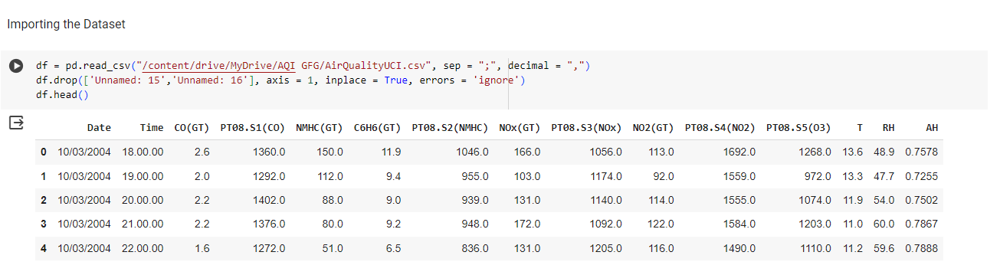 Importing the Dataset
df = pd.read_csv("/content/drive/MyDrive/AQI GFG/AirQualityUCI.csv", sep = ";", decimal = ",")
df.drop(['Unnamed: 15','Unnamed: 16'], axis = 1, inplace = True, errors = 'ignore')
df.head()
Date Time CO(GT) PT08.S1(CO) NMHC(GT) C6H6(GT) PT08.S2(NMHC) NOx(GT) PT08.S3(NOx) NO2(GT) PT08.S4(NO2) PT08.S5(O3) T RH AH
0 10/03/2004 18.00.00 2.6 1360.0 150.0 11.9 1046.0 166.0 1056.0 113.0 1692.0 1268.0 13.6 48.9 0.7578
1 10/03/2004 19.00.00 2.0 1292.0 112.0 9.4 955.0 103.0 1174.0 92.0 1559.0 972.0 13.3 47.7 0.7255
2 10/03/2004 20.00.00 2.2 1402.0 88.0 9.0 939.0 131.0 1140.0 114.0 1555.0 1074.0 11.9 54.0 0.7502
3 10/03/2004 21.00.00 2.2 1376.0 80.0 9.2 948.0 172.0 1092.0 122.0 1584.0 1203.0 11.0 60.0 0.7867
4 10/03/2004 22.00.00 1.6 1272.0 51.0 6.5 836.0 131.0 1205.0 116.0 1490.0 1110.0 11.2 59.6 0.7888